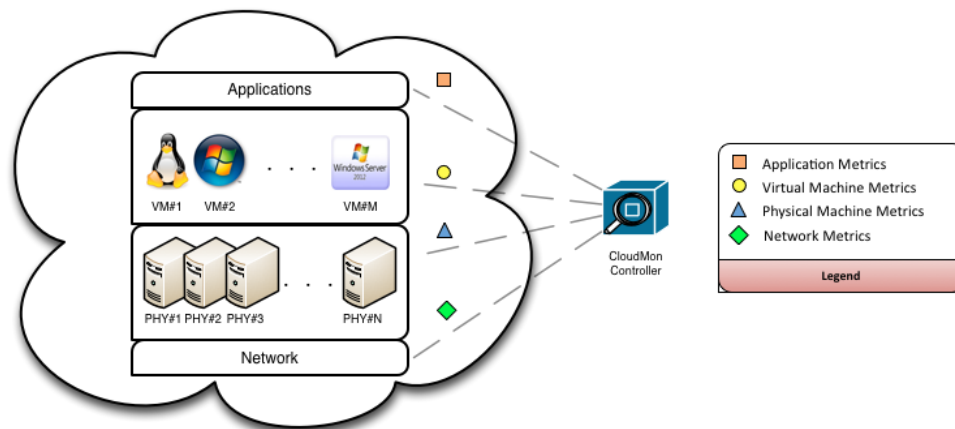 Applications
Windows Server
2012
VM#1
VM#2
. . .
VM#M
PHY#1
PHY#2
PHY#3
. . .
PHY#N
Network
CloudMon
Controller
Application Metrics
Virtual Machine Metrics
Physical Machine Metrics
Network Metrics
Legend